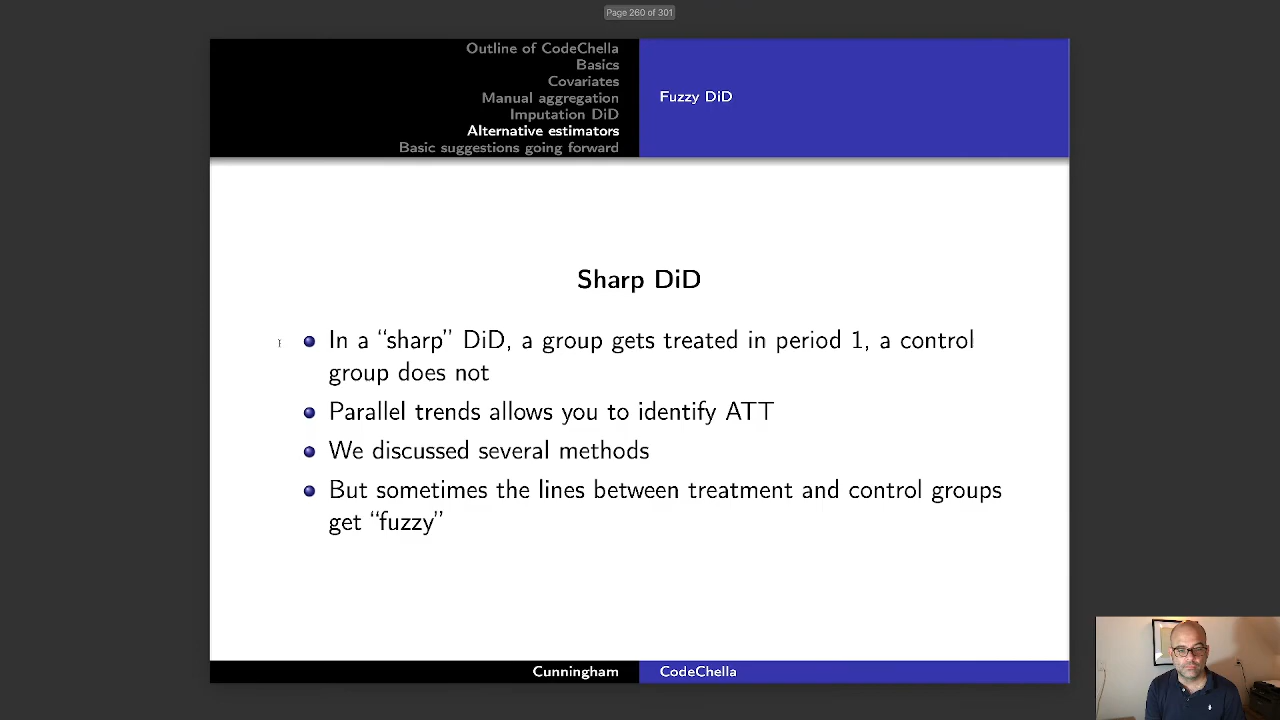 Page 260 of 301
Outline of CodeChella
Basics
Covariates
Manual aggregation
Imputation DiD
Alternative estimators
Basic suggestions going forward
Fuzzy DiD
Sharp DiD
In a “sharp” DiD, a group gets treated in period 1, a control
group does not
Parallel trends allows you to identify ATT
We discussed several methods
But sometimes the lines between treatment and control groups
get “fuzzy”
Cunningham
CodeChella